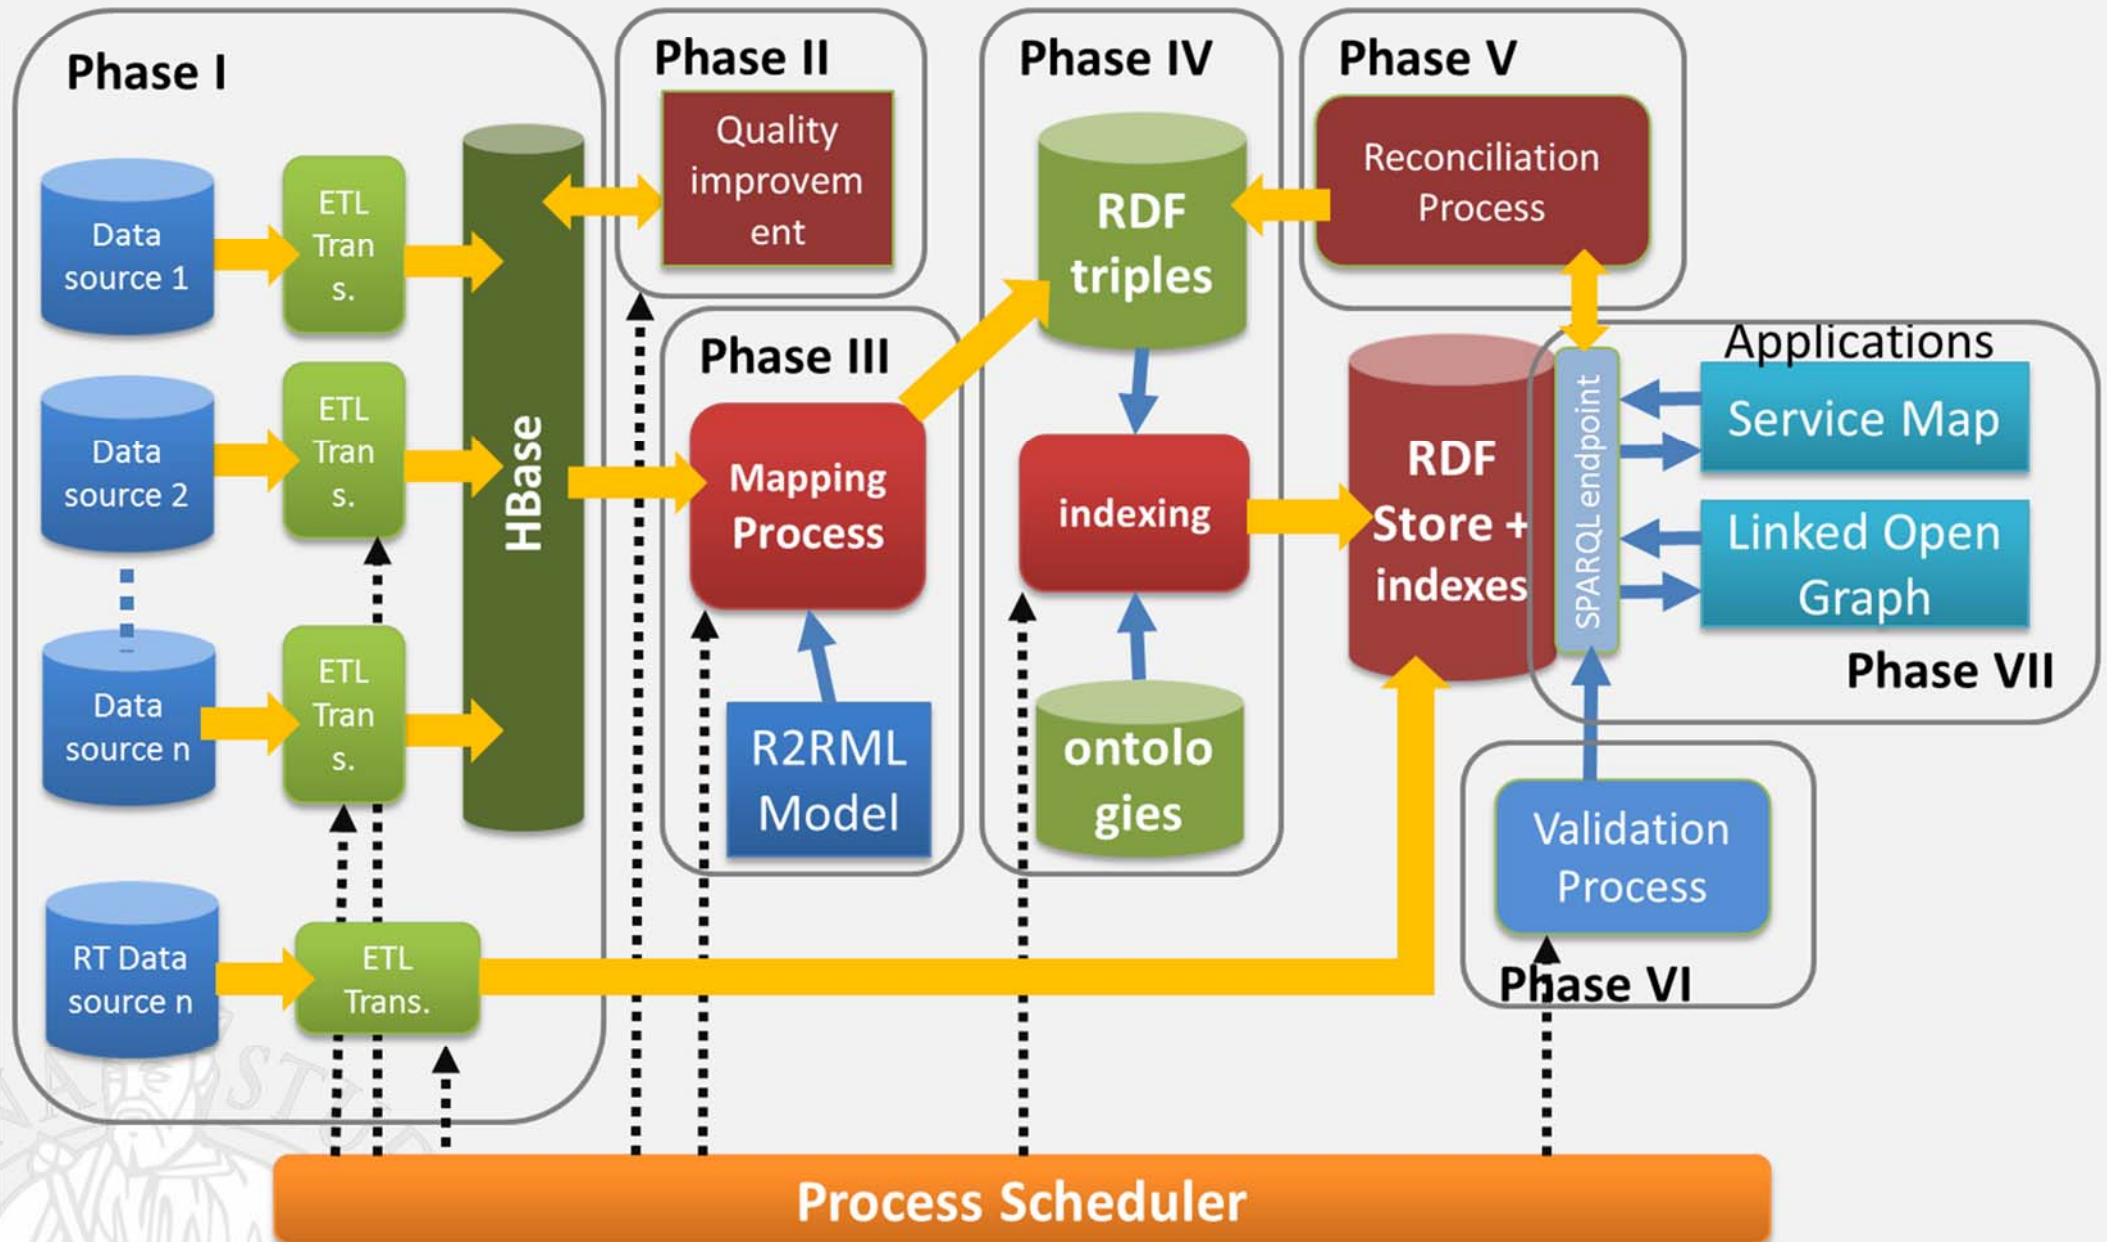 Phase I
Data
source 1
ETL
Tran
s.
Data
source 2
ETL
Tran
s.
Data
source n
ETL
Tran
s.
RT Data
source n
ETL
Trans.
HBase
Phase II
Quality
improvem
ent
Phase III
Mapping
Process
R2RML
Model
Phase IV
RDF
triples
indexing
ontolo
gies
Phase V
Reconciliation
Process
RDF
Store +
indexes
SPARQL endpoint
Applications
Service Map
Linked Open
Graph
Phase VII
Validation
Process
Phase VI
Process Scheduler